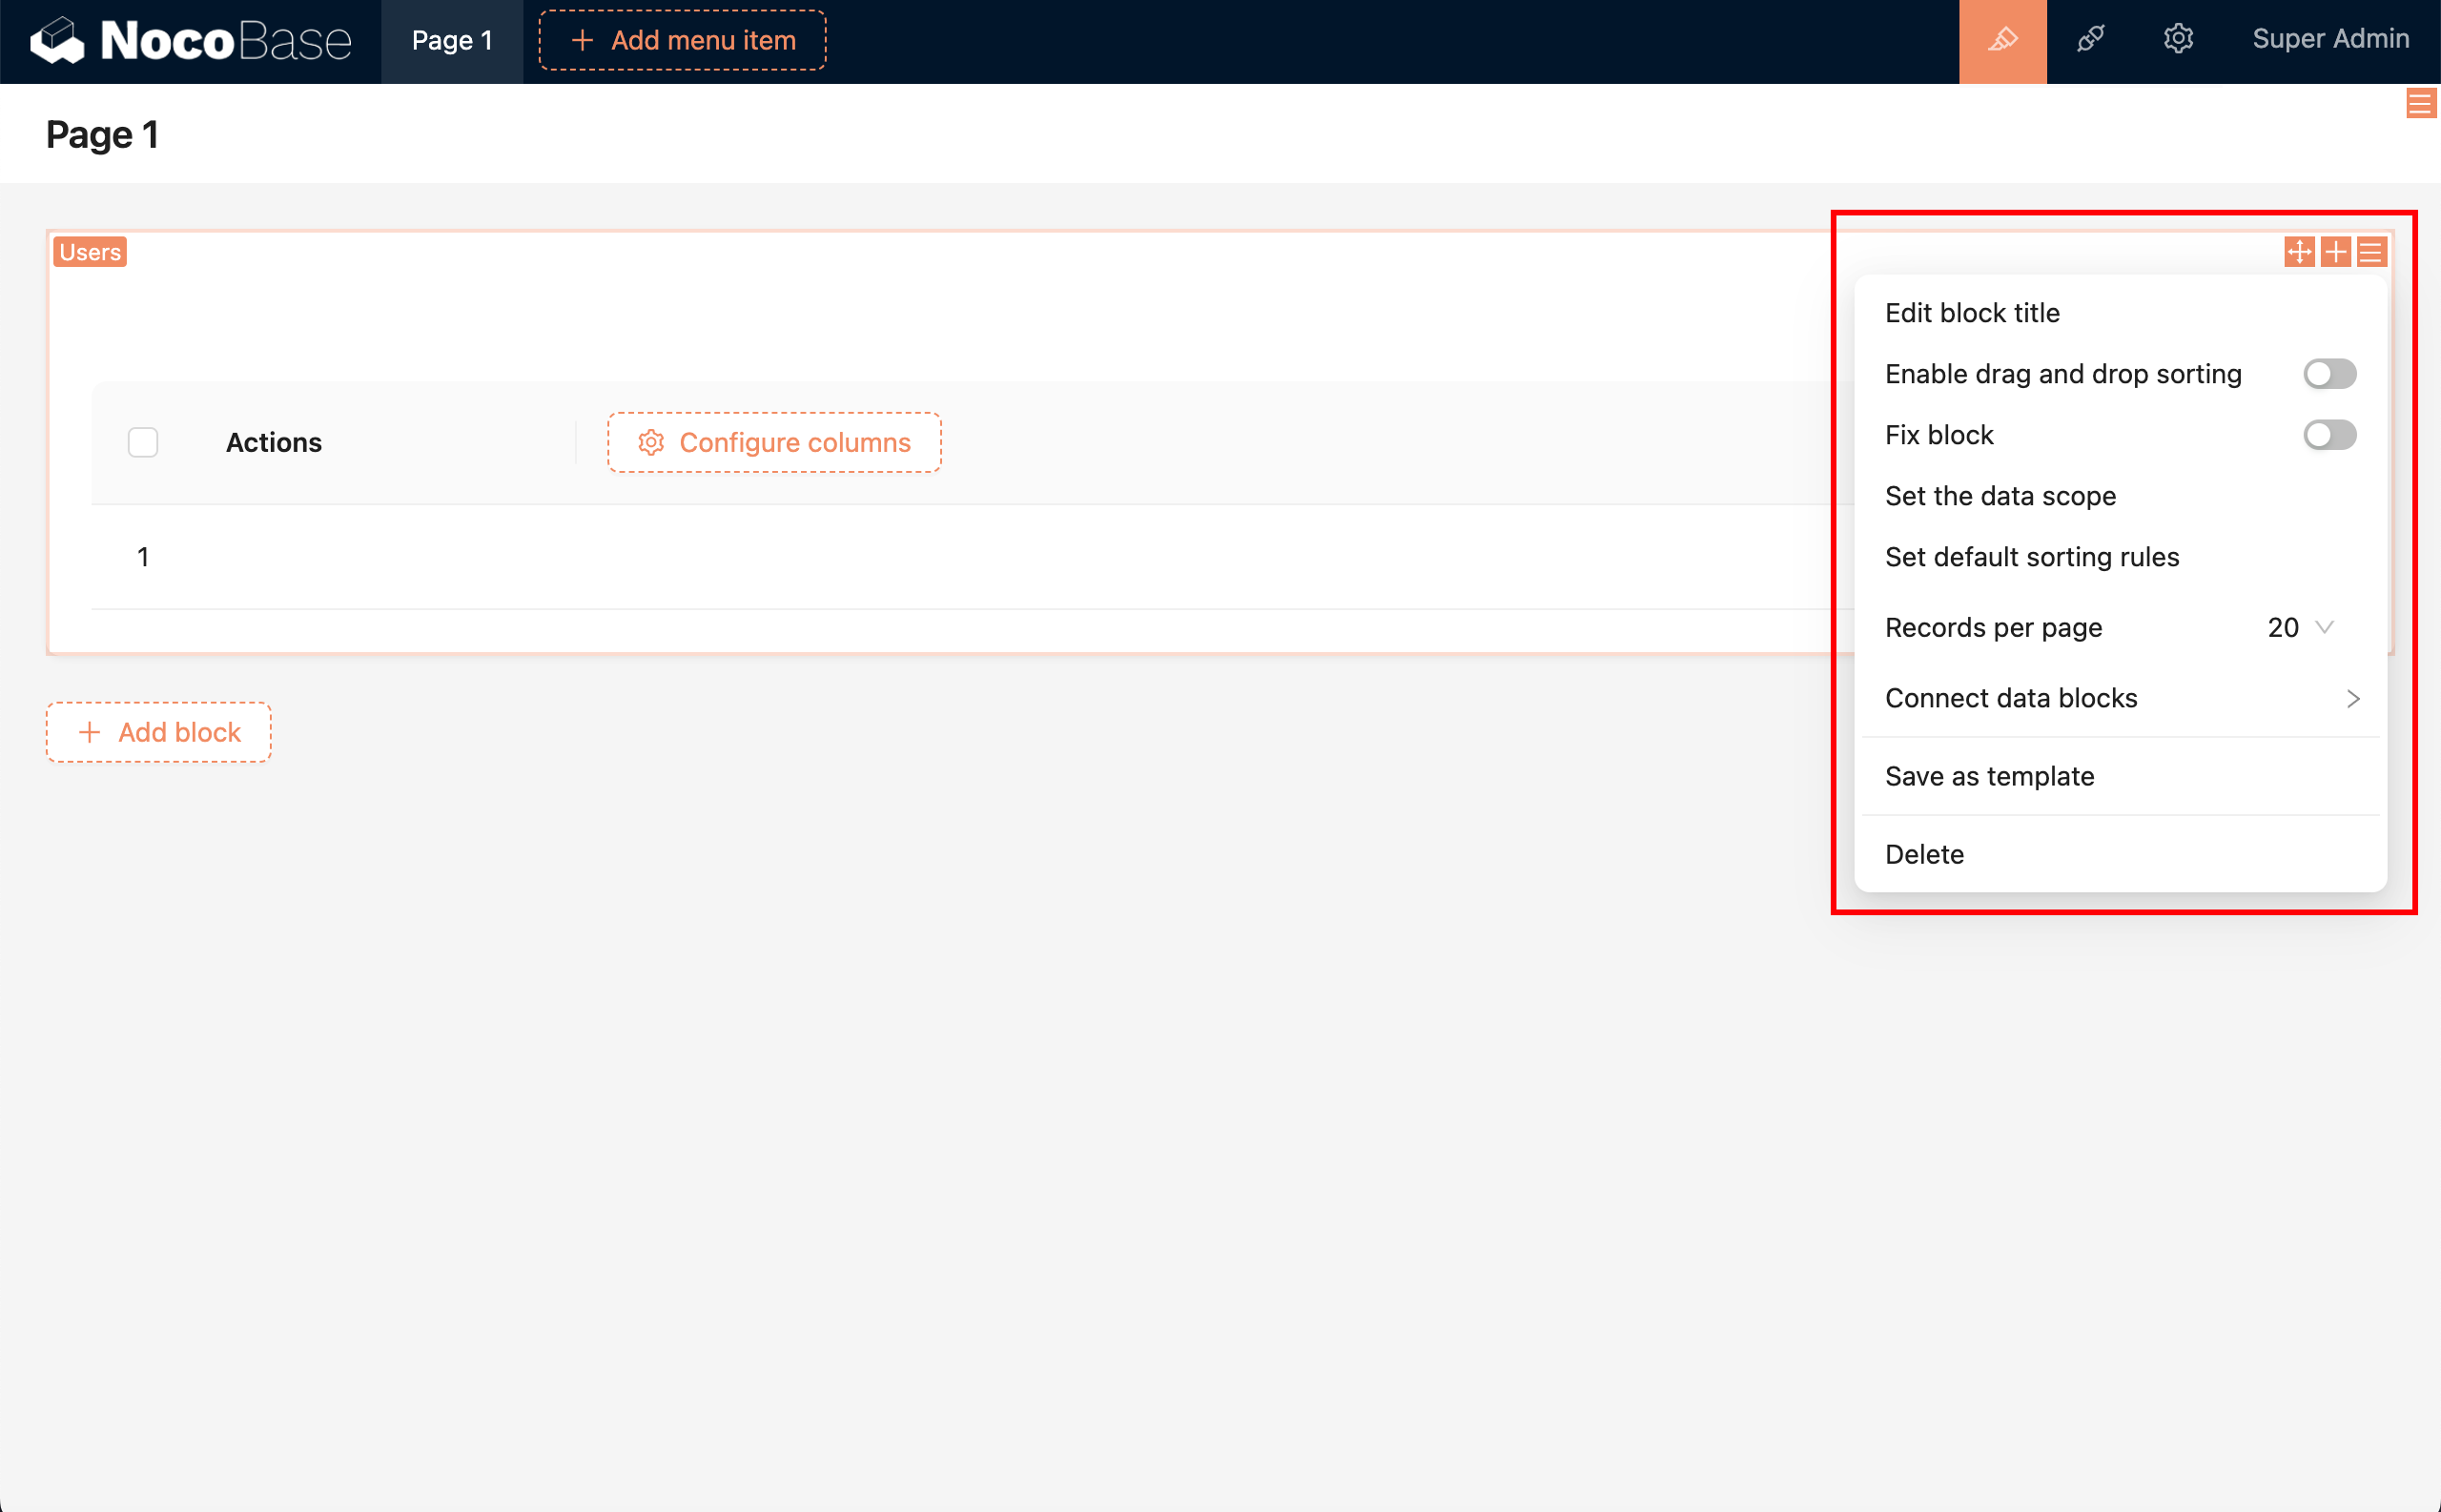 NocoBase
Page 1
Add menu item
Super Admin
Page 1
Users
Edit block title
Enable drag and drop sorting
Actions
Configure columns
Fix block
Set the data scope
1
Set default sorting rules
Records per page 20
Connect data blocks
Add block
Save as template
Delete